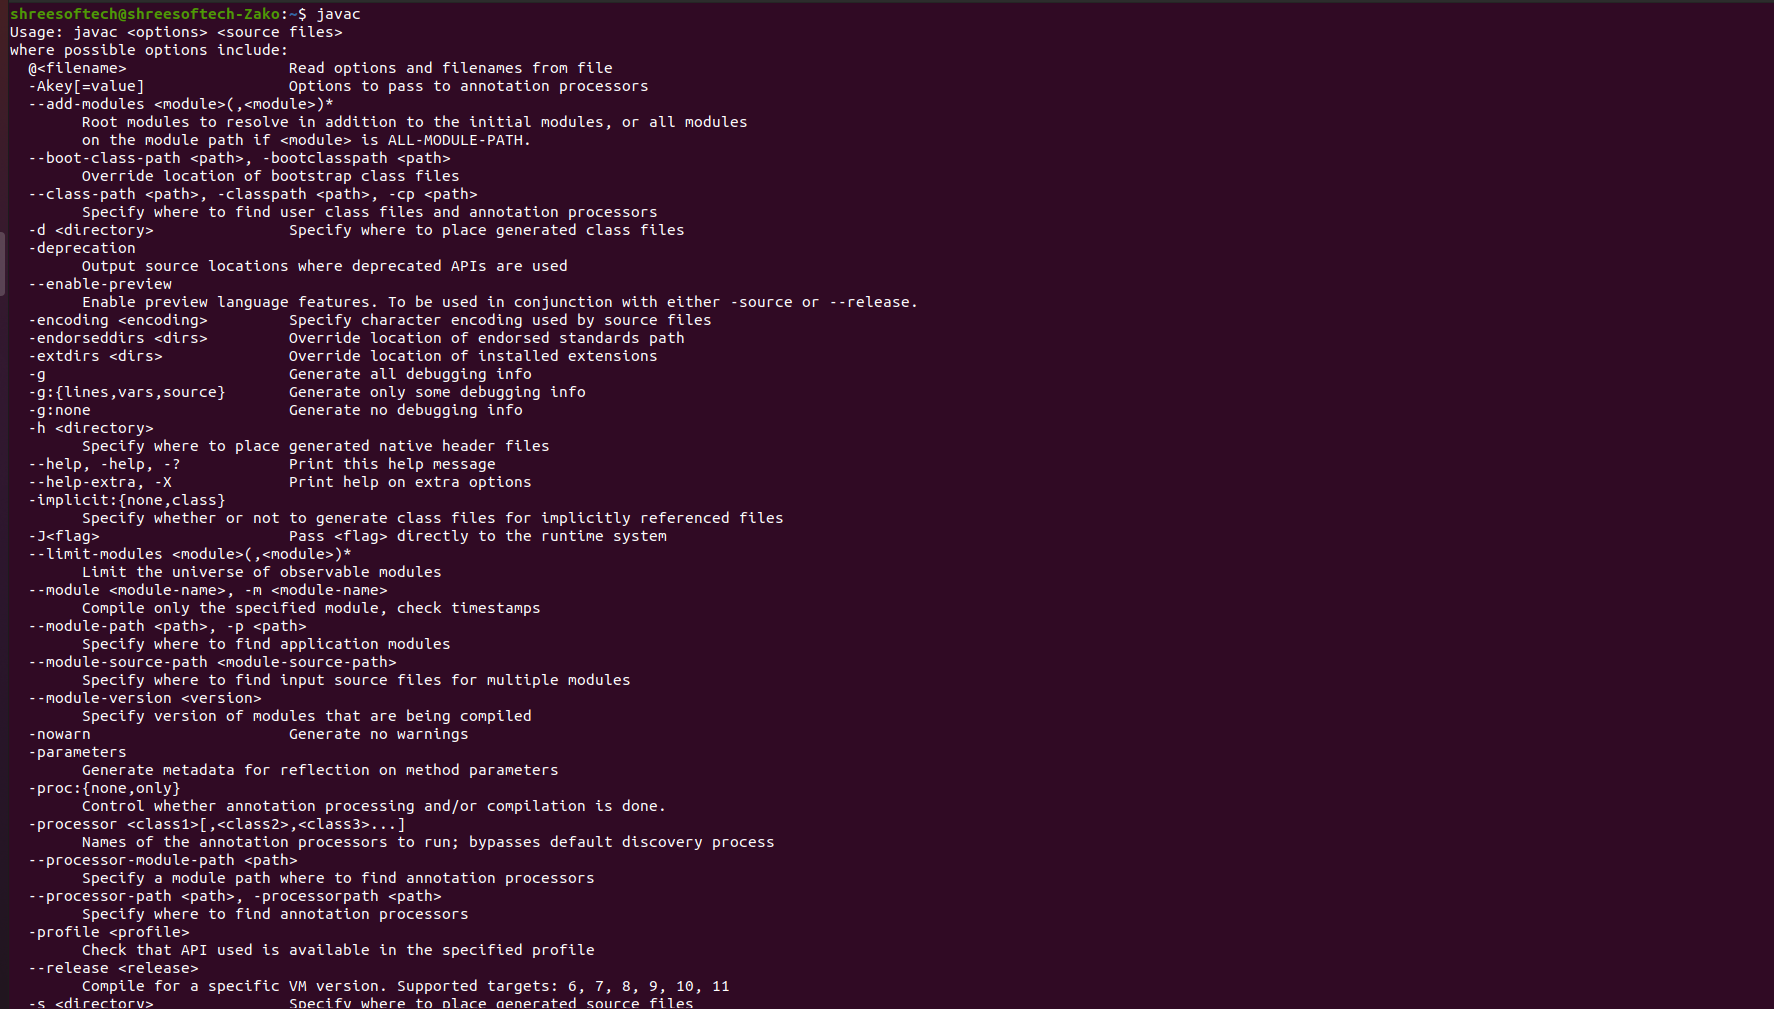 shreesoftech@shreesoftech-Zako:~$ javac
Usage: javac <options> <source files>
where possible options include:
  @<filename>                  Read options and filenames from file
  -Akey[=value]                Options to pass to annotation processors
  --add-modules <module>(,<module>)*
        Root modules to resolve in addition to the initial modules, or all modules
        on the module path if <module> is ALL-MODULE-PATH.
  --boot-class-path <path>, -bootclasspath <path>
        Override location of bootstrap class files
  --class-path <path>, -classpath <path>, -cp <path>
        Specify where to find user class files and annotation processors
  -d <directory>               Specify where to place generated class files
  -deprecation
        Output source locations where deprecated APIs are used
  --enable-preview
        Enable preview language features. To be used in conjunction with either -source or --release.
  -encoding <encoding>         Specify character encoding used by source files
  -endorseddirs <dirs>         Override location of endorsed standards path
  -extdirs <dirs>              Override location of installed extensions
  -g                           Generate all debugging info
  -g:{lines,vars,source}       Generate only some debugging info
  -g:none                      Generate no debugging info
  -h <directory>
        Specify where to place generated native header files
  --help, -help, -?            Print this help message
  --help-extra, -X             Print help on extra options
  -implicit:{none,class}
        Specify whether or not to generate class files for implicitly referenced files
  -J<flag>                     Pass <flag> directly to the runtime system
  --limit-modules <module>(,<module>)*
        Limit the universe of observable modules
  --module <module-name>, -m <module-name>
        Compile only the specified module, check timestamps
  --module-path <path>, -p <path>
        Specify where to find application modules
  --module-source-path <module-source-path>
        Specify where to find input source files for multiple modules
  --module-version <version>
        Specify version of modules that are being compiled
  -nowarn                      Generate no warnings
  -parameters
        Generate metadata for reflection on method parameters
  -proc:{none,only}
        Control whether annotation processing and/or compilation is done.
  -processor <class1>[,<class2>,<class3>...]
        Names of the annotation processors to run; bypasses default discovery process
  --processor-module-path <path>
        Specify a module path where to find annotation processors
  --processor-path <path>, -processorpath <path>
        Specify where to find annotation processors
  -profile <profile>
        Check that API used is available in the specified profile
  --release <release>
        Compile for a specific VM version. Supported targets: 6, 7, 8, 9, 10, 11
  -s <directory>               Specify where to place generated source files